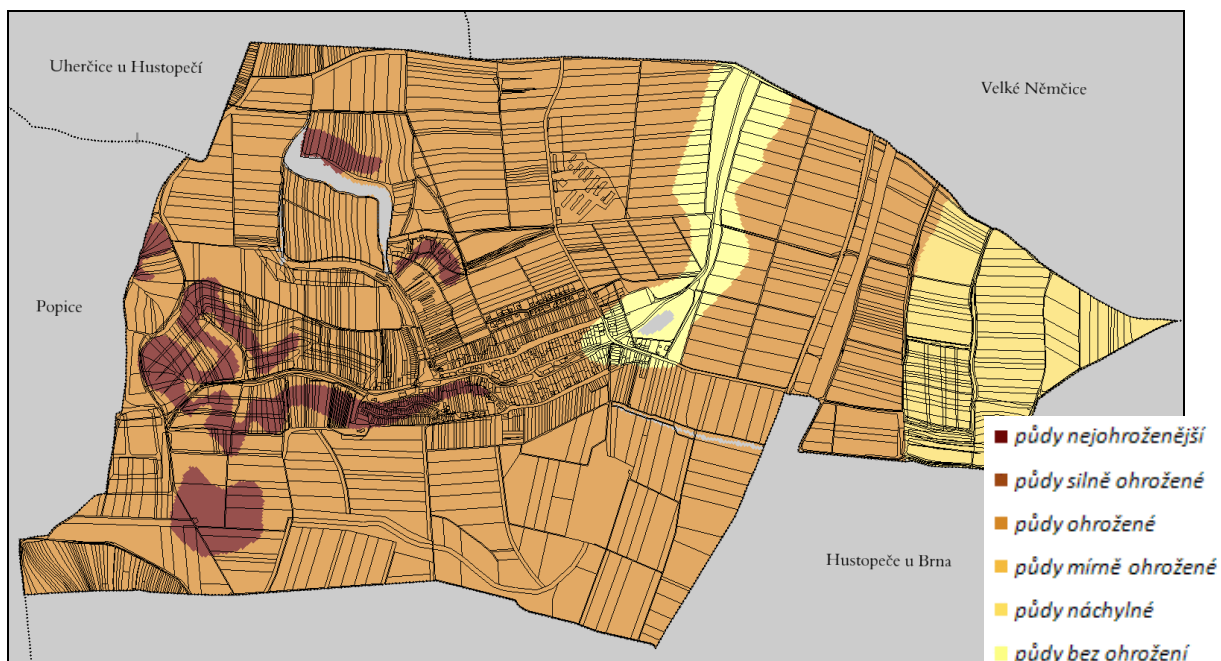 Uherčice u Hustopečí
Velké Němčice
Popice
Hustopeče u Brna
půdy nejohroženější
půdy silně ohrožené
půdy ohrožené
půdy mírně ohrožené
půdy náchylné
půdy bez ohrožení